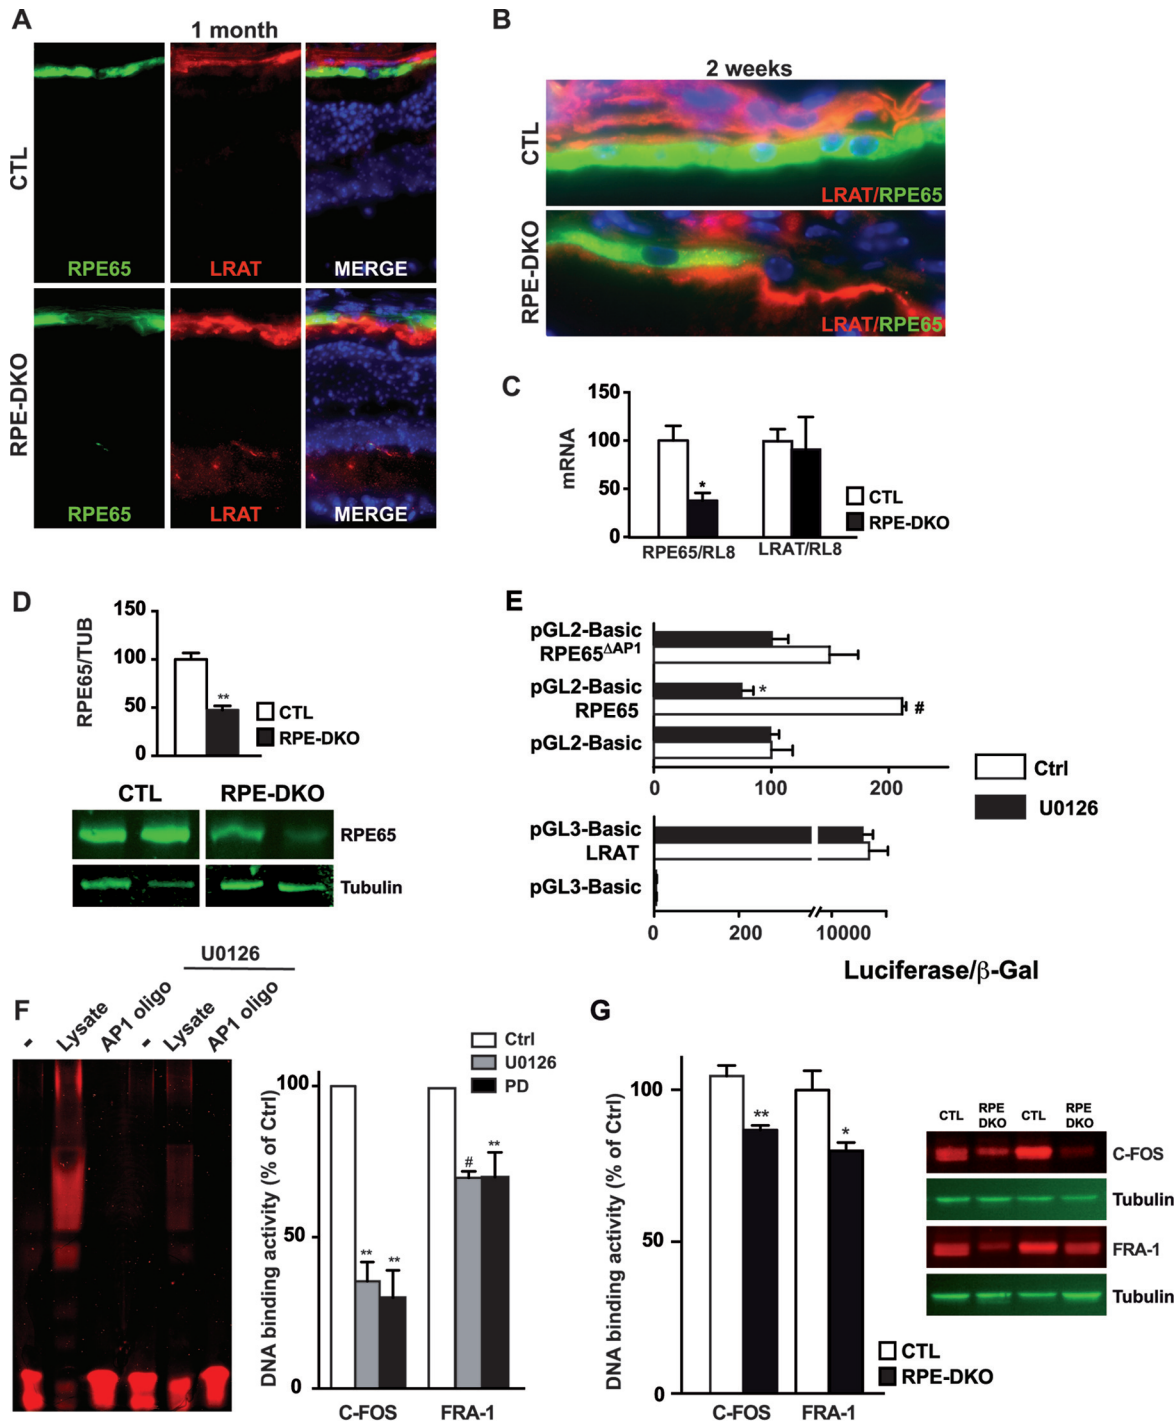 A
1 month
CTL
RPE65
LRAT
MERGE
RPE-DKO
RPE65
LRAT
MERGE
B
2 weeks
CTL
LRAT/RPE65
RPE-DKO
LRAT/RPE65
C
mRNA
150
100
50
0
*
RPE65/RL8
LRAT/RL8
CTL
RPE-DKO
D
RPE65/TUB
150
100
50
0
**
CTL
RPE-DKO
CTL
RPE-DKO
RPE65
Tubulin
E
pGL2-Basic
RPE65ΔAP1
pGL2-Basic
RPE65
*
#
pGL2-Basic
0
100
200
Ctrl
U0126
pGL3-Basic
LRAT
pGL3-Basic
0
200
10000
Luciferase/β-Gal
F
U0126
-
Lysate
AP1 oligo
-
Lysate
AP1 oligo
DNA binding activity (% of Ctrl)
100
50
0
Ctrl
U0126
PD
**
**
#
**
C-FOS
FRA-1
G
DNA binding activity (% of Ctrl)
100
50
0
**
*
C-FOS
FRA-1
CTL
RPE-DKO
CTL
RPE
DKO
CTL
RPE
DKO
C-FOS
Tubulin
FRA-1
Tubulin